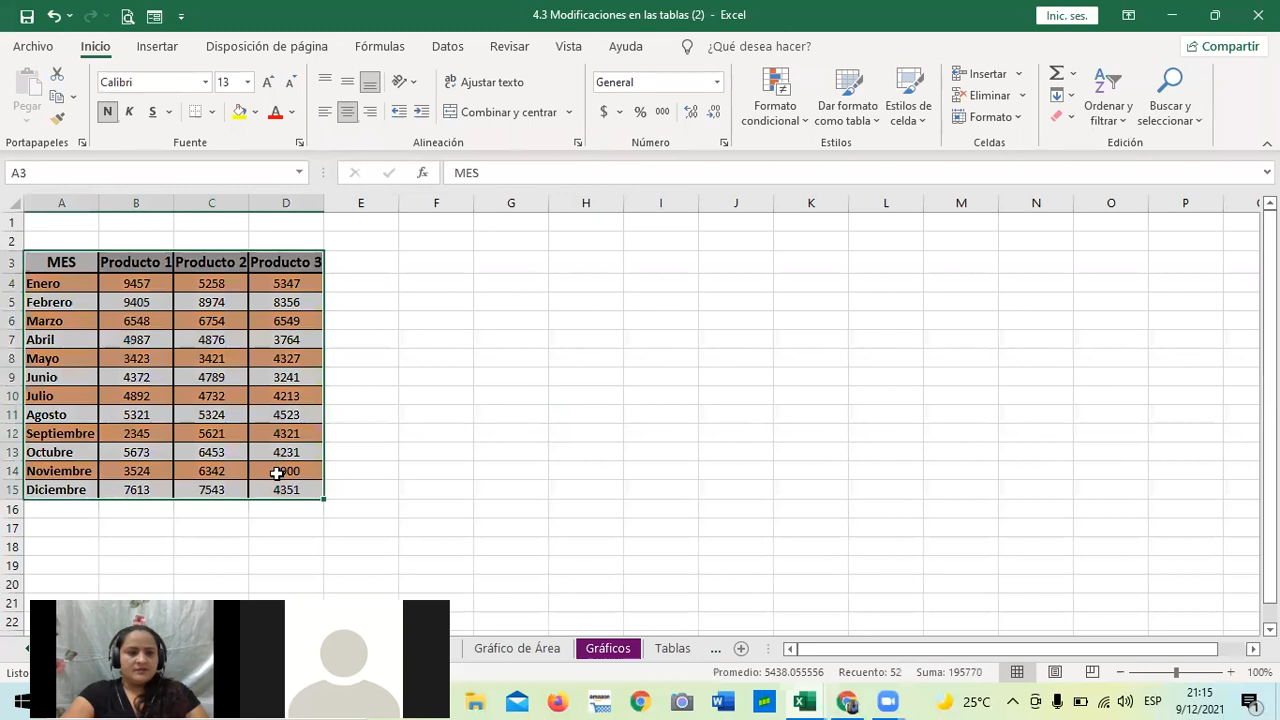 4.3 Modificaciones en las tablas (2) - Excel
Inic. ses.
Archivo Inicio Insertar Disposición de página Fórmulas Datos Revisar Vista Ayuda ¿Qué desea hacer? Compartir
Pegar
Calibri 13
N K S
Ajustar texto
Combinar y centrar
General
$ % 000
Formato condicional
Dar formato como tabla
Estilos de celda
Insertar
Eliminar
Formato
Ordenar y filtrar
Buscar y seleccionar
Portapapeles Fuente Alineación Número Estilos Celdas Edición
A3 fx MES
A B C D E F G H I J K L M N O P
1
2
3 MES Producto 1 Producto 2 Producto 3
4 Enero 9457 5258 5347
5 Febrero 9405 8974 8356
6 Marzo 6548 6754 6549
7 Abril 4987 4876 3764
8 Mayo 3423 3421 4327
9 Junio 4372 4789 3241
10 Julio 4892 4732 4213
11 Agosto 5321 5324 4523
12 Septiembre 2345 5621 4321
13 Octubre 5673 6453 4231
14 Noviembre 3524 6342
15 Diciembre 7613 7543 4351
16
17
18
19
20
21
22
Gráfico de Área Gráficos Tablas ...
Listo Promedio: 5438.055556 Recuento: 52 Suma: 195770 100%
25°C ESP 21:15
9/12/2021